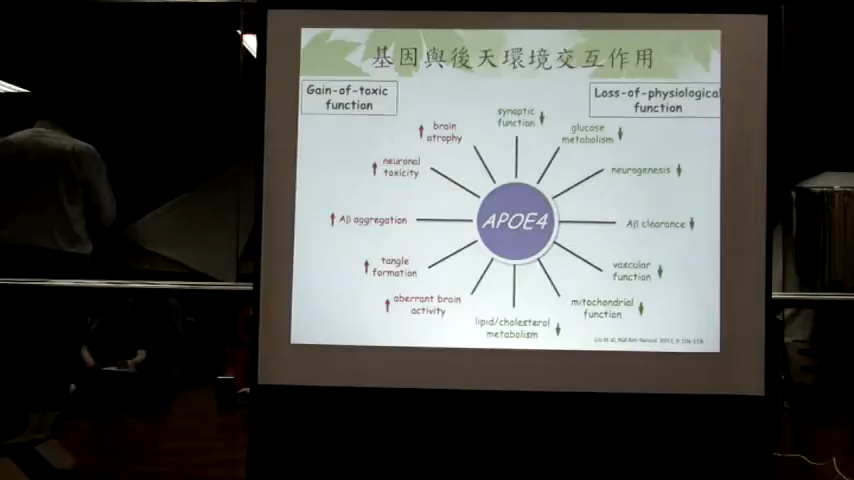 基因與後天環境交互作用
Gain-of-toxic
function
Loss-of-physiological
function
synaptic
function
glucose
metabolism
brain
atrophy
neuronal
toxicity
neurogenesis
Aβ aggregation
APOE4
Aβ clearance
tangle
formation
vascular
function
aberrant brain
activity
mitochondrial
function
lipid/cholesterol
metabolism